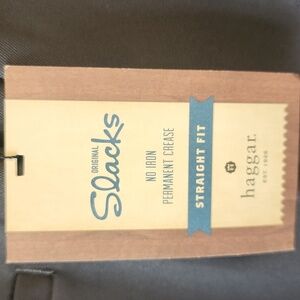 ORIGINAL
Slacks
NO IRON
PERMANENT CREASE
STRAIGHT FIT
haggar.
EST. 1926